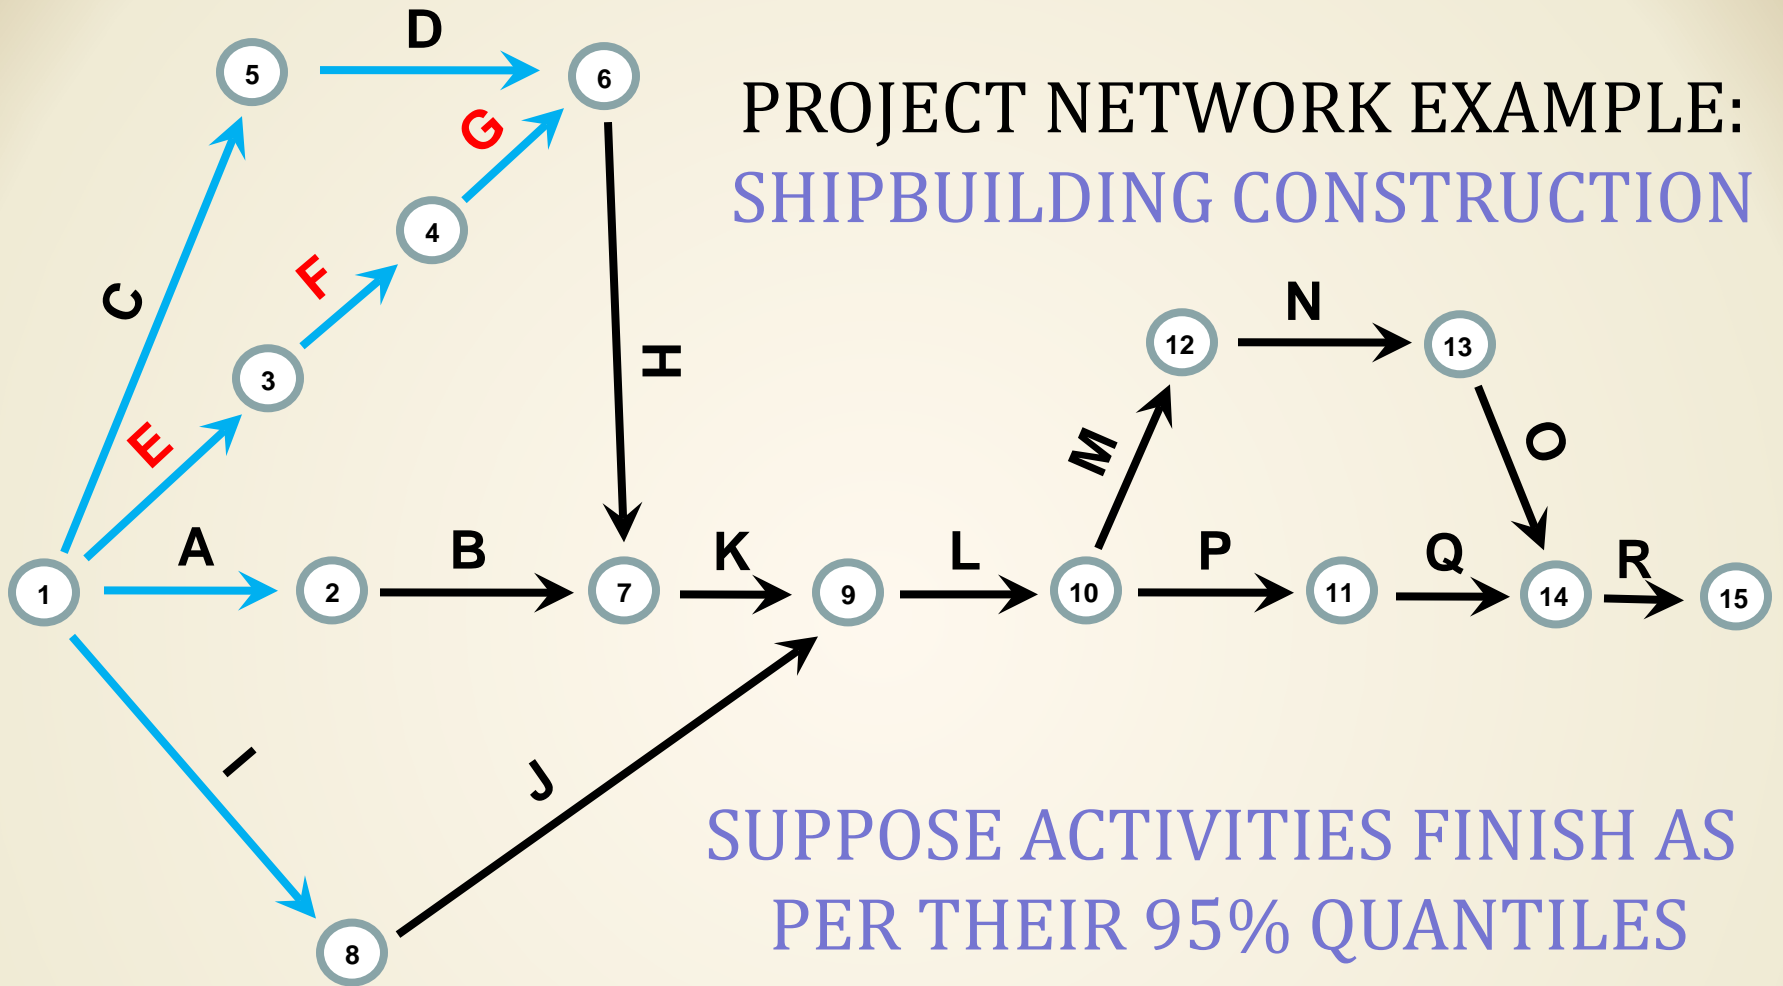 D
5
6
PROJECT NETWORK EXAMPLE:
G
SHIPBUILDING CONSTRUCTION
4
F
C
N
12
13
H
3
E
M
O
A
B
K
L
P
Q
R
1
2
7
9
10
11
14
15
I
J
SUPPOSE ACTIVITIES FINISH AS
PER THEIR 95% QUANTILES
8